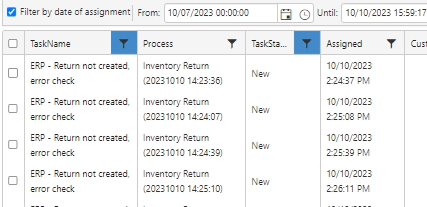 Filter by date of assignment From: 10/07/2023 00:00:00 Until: 10/10/2023 15:59:17
TaskName Process TaskSta... Assigned Cust
ERP - Return not created, Inventory Return 10/10/2023
error check (20231010 14:23:36) New 2:24:37 PM
ERP - Return not created, Inventory Return 10/10/2023
error check (20231010 14:24:07) New 2:25:08 PM
ERP - Return not created, Inventory Return 10/10/2023
error check (20231010 14:24:39) New 2:25:39 PM
ERP - Return not created, Inventory Return 10/10/2023
error check (20231010 14:25:10) New 2:26:11 PM